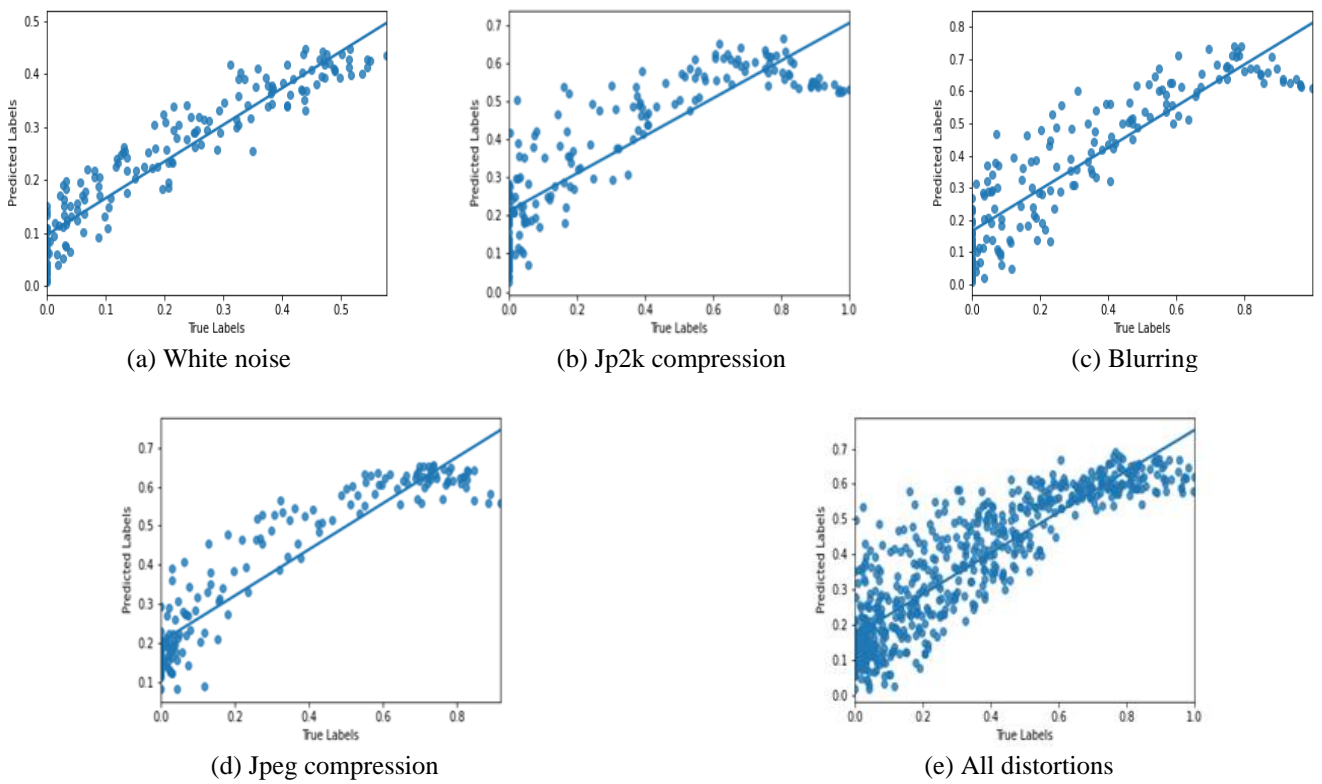 0.5
0.4
0.3
0.2
0.1
0.0
Predicted Labels
0.0 0.1 0.2 0.3 0.4 0.5
True Labels
(a) White noise
0.7
0.6
0.5
0.4
0.3
0.2
0.1
0.0
Predicted Labels
0.0 0.2 0.4 0.6 0.8 1.0
True Labels
(b) Jp2k compression
0.8
0.7
0.6
0.5
0.4
0.3
0.2
0.1
0.0
Predicted Labels
0.0 0.2 0.4 0.6 0.8
True Labels
(c) Blurring
0.7
0.6
0.5
0.4
0.3
0.2
0.1
Predicted Labels
0.0 0.2 0.4 0.6 0.8
True Labels
(d) Jpeg compression
0.7
0.6
0.5
0.4
0.3
0.2
0.1
0.0
Predicted Labels
0.0 0.2 0.4 0.6 0.8 1.0
True Labels
(e) All distortions